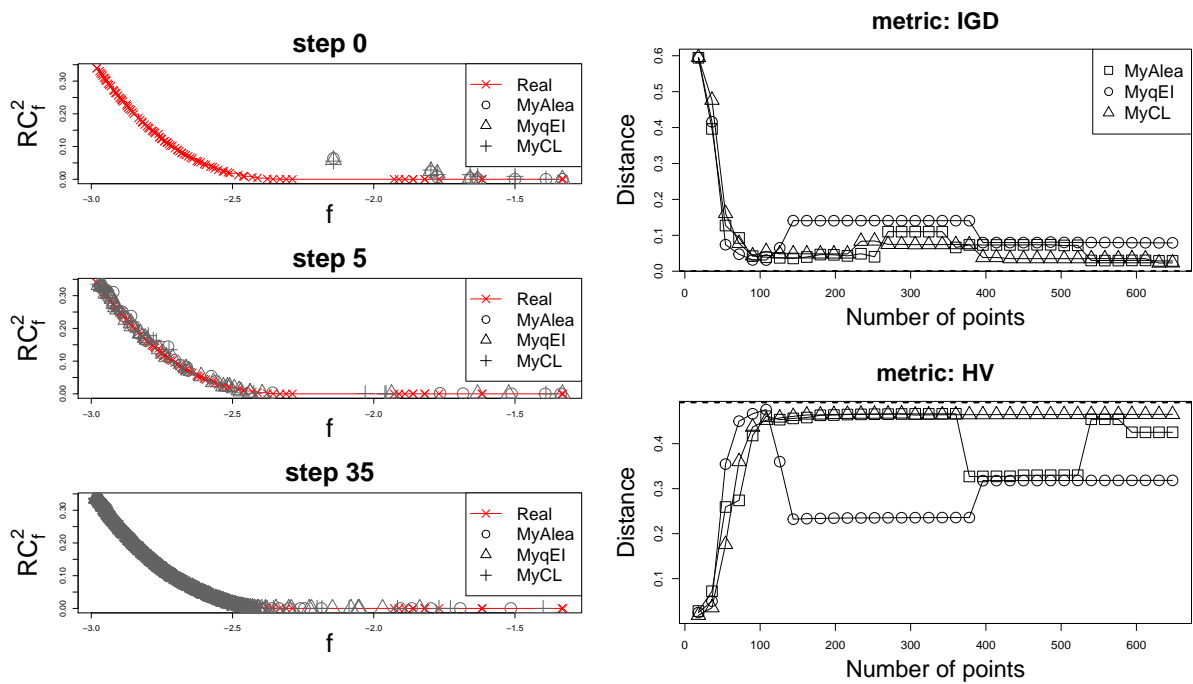 step 0
RC_f^2
0.00 0.10 0.20 0.30
Real
MyAlea
MyqEI
MyCL
−3.0 −2.5 −2.0 −1.5
f
step 5
RC_f^2
0.00 0.10 0.20 0.30
Real
MyAlea
MyqEI
MyCL
−3.0 −2.5 −2.0 −1.5
f
step 35
RC_f^2
0.00 0.10 0.20 0.30
Real
MyAlea
MyqEI
MyCL
−3.0 −2.5 −2.0 −1.5
f
metric: IGD
Distance
0.0 0.1 0.2 0.3 0.4 0.5 0.6
MyAlea
MyqEI
MyCL
0 100 200 300 400 500 600
Number of points
metric: HV
Distance
0.1 0.2 0.3 0.4
0 100 200 300 400 500 600
Number of points